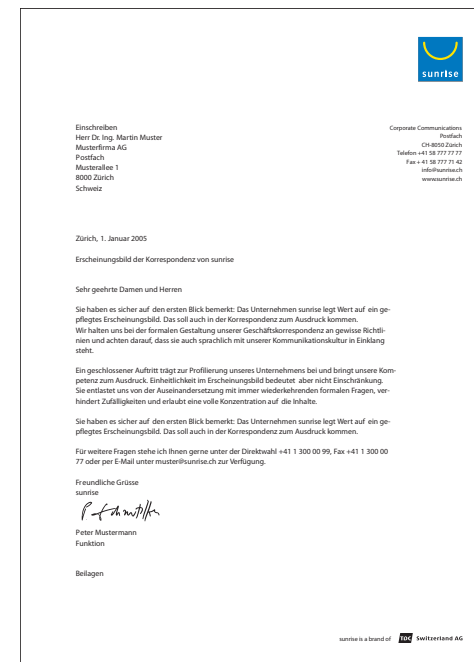 sunrise
Einschreiben
Herr Dr. Ing. Martin Muster
Musterfirma AG
Postfach
Musterallee 1
8000 Zürich
Schweiz
Corporate Communications
Postfach
CH-8050 Zürich
Telefon +41 58 777 77 77
Fax + 41 58 777 71 42
info@sunrise.ch
www.sunrise.ch
Zürich, 1. Januar 2005
Erscheinungsbild der Korrespondenz von sunrise
Sehr geehrte Damen und Herren
Sie haben es sicher auf den ersten Blick bemerkt: Das Unternehmen sunrise legt Wert auf ein ge-
pflegtes Erscheinungsbild. Das soll auch in der Korrespondenz zum Ausdruck kommen.
Wir halten uns bei der formalen Gestaltung unserer Geschäftskorrespondenz an gewisse Richtli-
nien und achten darauf, dass sie auch sprachlich mit unserer Kommunikationskultur in Einklang
steht.
Ein geschlossener Auftritt trägt zur Profilierung unseres Unternehmens bei und bringt unsere Kom-
petenz zum Ausdruck. Einheitlichkeit im Erscheinungsbild bedeutet aber nicht Einschränkung.
Sie entlastet uns von der Auseinandersetzung mit immer wiederkehrenden formalen Fragen, ver-
hindert Zufälligkeiten und erlaubt eine volle Konzentration auf die Inhalte.
Sie haben es sicher auf den ersten Blick bemerkt: Das Unternehmen sunrise legt Wert auf ein ge-
pflegtes Erscheinungsbild. Das soll auch in der Korrespondenz zum Ausdruck kommen.
Für weitere Fragen stehe ich Ihnen gerne unter der Direktwahl +41 1 300 00 99, Fax +41 1 300 00
77 oder per E-Mail unter muster@sunrise.ch zur Verfügung.
Freundliche Grüsse
sunrise
Peter Mustermann
Funktion
Beilagen
sunrise is a brand of TDC Switzerland AG